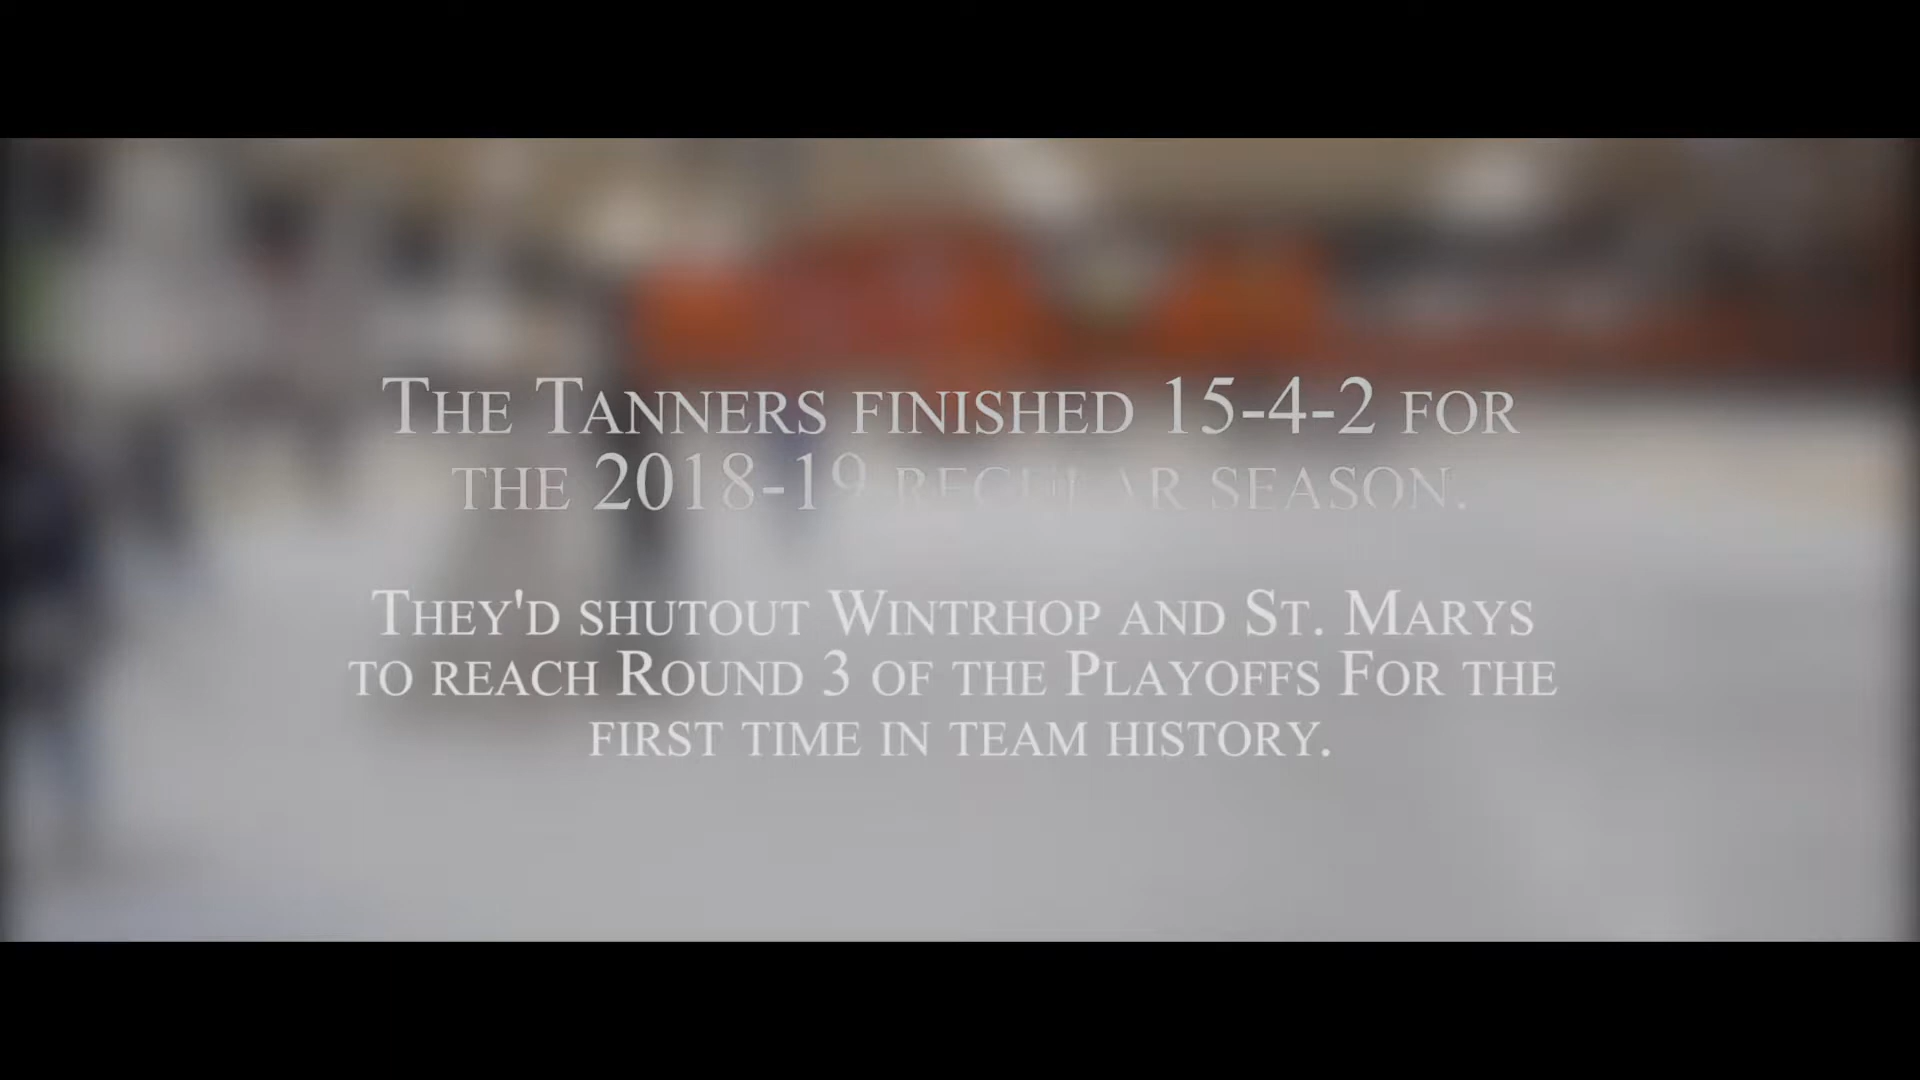 The Tanners finished 15-4-2 for
the 2018-19 regular season.
They'd shutout Wintrhop and St. Marys
to reach Round 3 of the Playoffs For the
first time in team history.